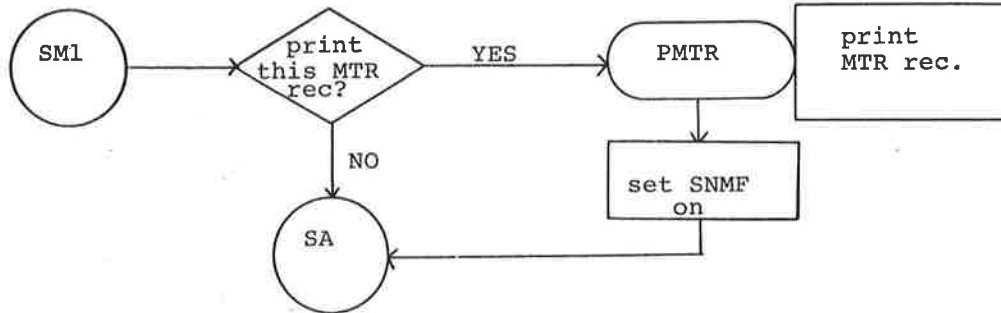 SM1
print
this MTR
rec?
YES
PMTR
print
MTR rec.
NO
set SNMF
on
SA